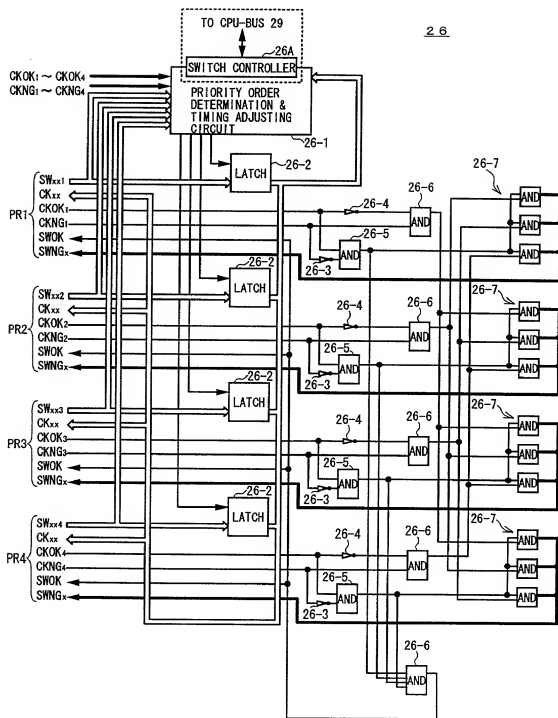 TO CPU-BUS 29
26
26A
SWITCH CONTROLLER
CKOK1~CKOK4
CKNG1~CKNG4
PRIORITY ORDER
DETERMINATION &
TIMING ADJUSTING
CIRCUIT
26-1
26-2
LATCH
PR1
SWxx1
CKxx
CKOK1
CKNG1
SWOK
SWNGx
26-4
26-3
26-5
AND
26-6
AND
26-7
AND
AND
AND
26-2
LATCH
PR2
SWxx2
CKxx
CKOK2
CKNG2
SWOK
SWNGx
26-4
26-3
26-5
AND
26-6
AND
26-7
AND
AND
AND
26-2
LATCH
PR3
SWxx3
CKxx
CKOK3
CKNG3
SWOK
SWNGx
26-4
26-3
26-5
AND
26-6
AND
26-7
AND
AND
AND
26-2
LATCH
PR4
SWxx4
CKxx
CKOK4
CKNG4
SWOK
SWNGx
26-4
26-3
26-5
AND
26-6
AND
26-7
AND
AND
AND
26-6
AND